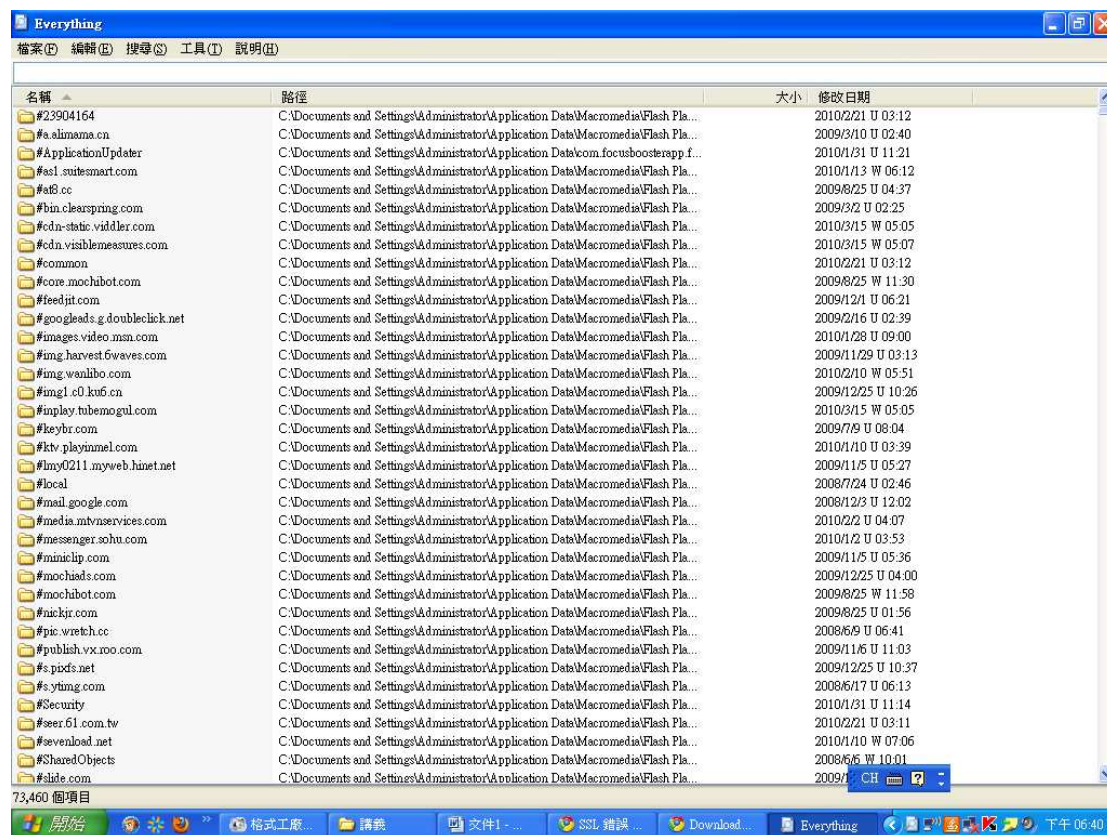 Everything
檔案(F) 編輯(E) 搜尋(S) 工具(T) 說明(H)
名稱 路徑 大小 修改日期
#23904164 C:\Documents and Settings\Administrator\Application Data\Macromedia\Flash Pla... 2010/2/21 U 03:12
#a.alimama.cn C:\Documents and Settings\Administrator\Application Data\Macromedia\Flash Pla... 2009/3/10 U 02:40
#ApplicationUpdater C:\Documents and Settings\Administrator\Application Data\com.focusboosterapp.f... 2010/1/31 U 11:21
#as1.suitesmart.com C:\Documents and Settings\Administrator\Application Data\Macromedia\Flash Pla... 2010/1/13 W 06:12
#at8.cc C:\Documents and Settings\Administrator\Application Data\Macromedia\Flash Pla... 2009/8/25 U 04:37
#bin.clearspring.com C:\Documents and Settings\Administrator\Application Data\Macromedia\Flash Pla... 2009/3/2 U 02:25
#cdn-static.viddler.com C:\Documents and Settings\Administrator\Application Data\Macromedia\Flash Pla... 2010/3/15 W 05:05
#cdn.visiblemeasures.com C:\Documents and Settings\Administrator\Application Data\Macromedia\Flash Pla... 2010/3/15 W 05:07
#common C:\Documents and Settings\Administrator\Application Data\Macromedia\Flash Pla... 2010/2/21 U 03:12
#core.mochibot.com C:\Documents and Settings\Administrator\Application Data\Macromedia\Flash Pla... 2009/8/25 W 11:30
#feedjit.com C:\Documents and Settings\Administrator\Application Data\Macromedia\Flash Pla... 2009/12/1 U 06:21
#googleads.g.doubleclick.net C:\Documents and Settings\Administrator\Application Data\Macromedia\Flash Pla... 2009/2/16 U 02:39
#images.video.msn.com C:\Documents and Settings\Administrator\Application Data\Macromedia\Flash Pla... 2010/1/28 U 09:00
#img.harvest.6waves.com C:\Documents and Settings\Administrator\Application Data\Macromedia\Flash Pla... 2009/11/29 U 03:13
#img.wanlibo.com C:\Documents and Settings\Administrator\Application Data\Macromedia\Flash Pla... 2010/2/10 W 05:51
#img1.c0.ku6.cn C:\Documents and Settings\Administrator\Application Data\Macromedia\Flash Pla... 2009/12/25 U 10:26
#inplay.tubemogul.com C:\Documents and Settings\Administrator\Application Data\Macromedia\Flash Pla... 2010/3/15 W 05:05
#keybr.com C:\Documents and Settings\Administrator\Application Data\Macromedia\Flash Pla... 2009/7/9 U 08:04
#ktv.playinmel.com C:\Documents and Settings\Administrator\Application Data\Macromedia\Flash Pla... 2010/1/10 U 03:39
#lmy0211.myweb.hinet.net C:\Documents and Settings\Administrator\Application Data\Macromedia\Flash Pla... 2009/11/5 U 05:27
#local C:\Documents and Settings\Administrator\Application Data\Macromedia\Flash Pla... 2008/7/24 U 02:46
#mail.google.com C:\Documents and Settings\Administrator\Application Data\Macromedia\Flash Pla... 2008/12/3 U 12:02
#media.mtvnservices.com C:\Documents and Settings\Administrator\Application Data\Macromedia\Flash Pla... 2010/2/2 U 04:07
#messenger.sohu.com C:\Documents and Settings\Administrator\Application Data\Macromedia\Flash Pla... 2010/1/2 U 03:53
#miniclip.com C:\Documents and Settings\Administrator\Application Data\Macromedia\Flash Pla... 2009/11/5 U 05:36
#mochiads.com C:\Documents and Settings\Administrator\Application Data\Macromedia\Flash Pla... 2009/12/25 U 04:00
#mochibot.com C:\Documents and Settings\Administrator\Application Data\Macromedia\Flash Pla... 2009/8/25 W 11:58
#nickjr.com C:\Documents and Settings\Administrator\Application Data\Macromedia\Flash Pla... 2009/8/25 U 01:56
#pic.wretch.cc C:\Documents and Settings\Administrator\Application Data\Macromedia\Flash Pla... 2008/6/9 U 06:41
#publish.vx.roo.com C:\Documents and Settings\Administrator\Application Data\Macromedia\Flash Pla... 2009/11/6 U 11:03
#s.pixfs.net C:\Documents and Settings\Administrator\Application Data\Macromedia\Flash Pla... 2009/12/25 U 10:37
#s.ytimg.com C:\Documents and Settings\Administrator\Application Data\Macromedia\Flash Pla... 2008/6/17 U 06:13
#Security C:\Documents and Settings\Administrator\Application Data\Macromedia\Flash Pla... 2010/1/31 U 11:14
#seer.61.com.tw C:\Documents and Settings\Administrator\Application Data\Macromedia\Flash Pla... 2010/2/21 U 03:11
#sevenload.net C:\Documents and Settings\Administrator\Application Data\Macromedia\Flash Pla... 2010/1/10 W 07:06
#SharedObjects C:\Documents and Settings\Administrator\Application Data\Macromedia\Flash Pla... 2008/6/6 W 10:01
#slide.com C:\Documents and Settings\Administrator\Application Data\Macromedia\Flash Pla... 2009/1
CH
73,460 個項目
開始 格式工廠... 講義 文件1 - ... SSL 錯誤 ... Download... Everything 下午 06:40